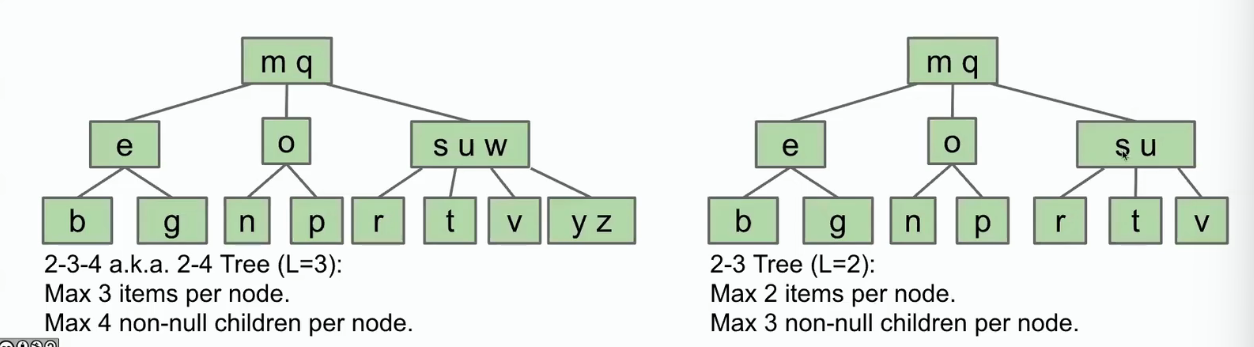 m q
e
o
s u w
b
g
n
p
r
t
v
y z
2-3-4 a.k.a. 2-4 Tree (L=3):
Max 3 items per node.
Max 4 non-null children per node.
m q
e
o
s u
b
g
n
p
r
t
v
2-3 Tree (L=2):
Max 2 items per node.
Max 3 non-null children per node.